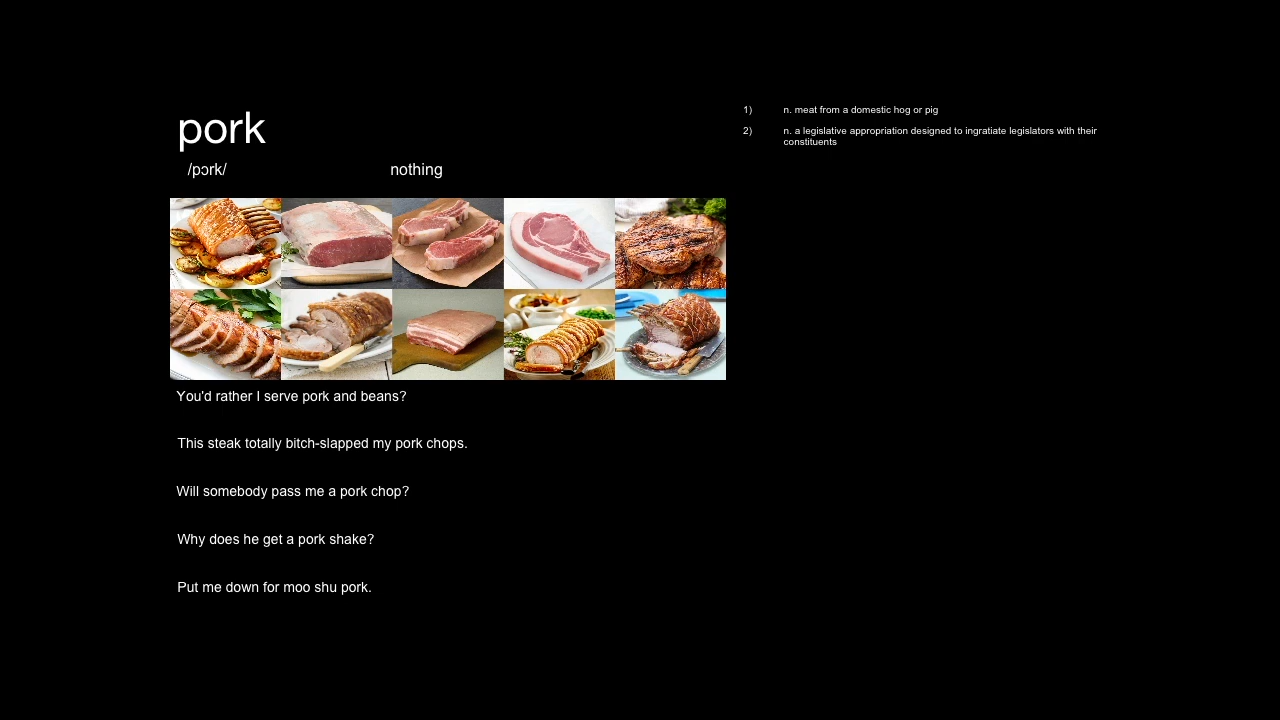 pork
/pɔrk/
nothing
1) n. meat from a domestic hog or pig
2) n. a legislative appropriation designed to ingratiate legislators with their
constituents
You'd rather I serve pork and beans?
This steak totally bitch-slapped my pork chops.
Will somebody pass me a pork chop?
Why does he get a pork shake?
Put me down for moo shu pork.